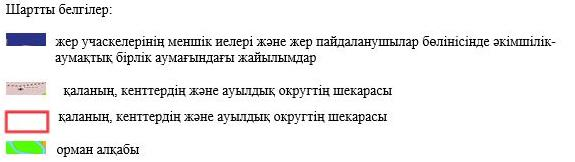 Шартты белгілер:
жер учаскелерінің меншік иелері және жер пайдаланушылар бөлінісінде әкімшілік-
аумақтық бірлік аумағындағы жайылымдар
қаланың, кенттердің және ауылдық округтің шекарасы
қаланың, кенттердің және ауылдық округтің шекарасы
орман алқабы